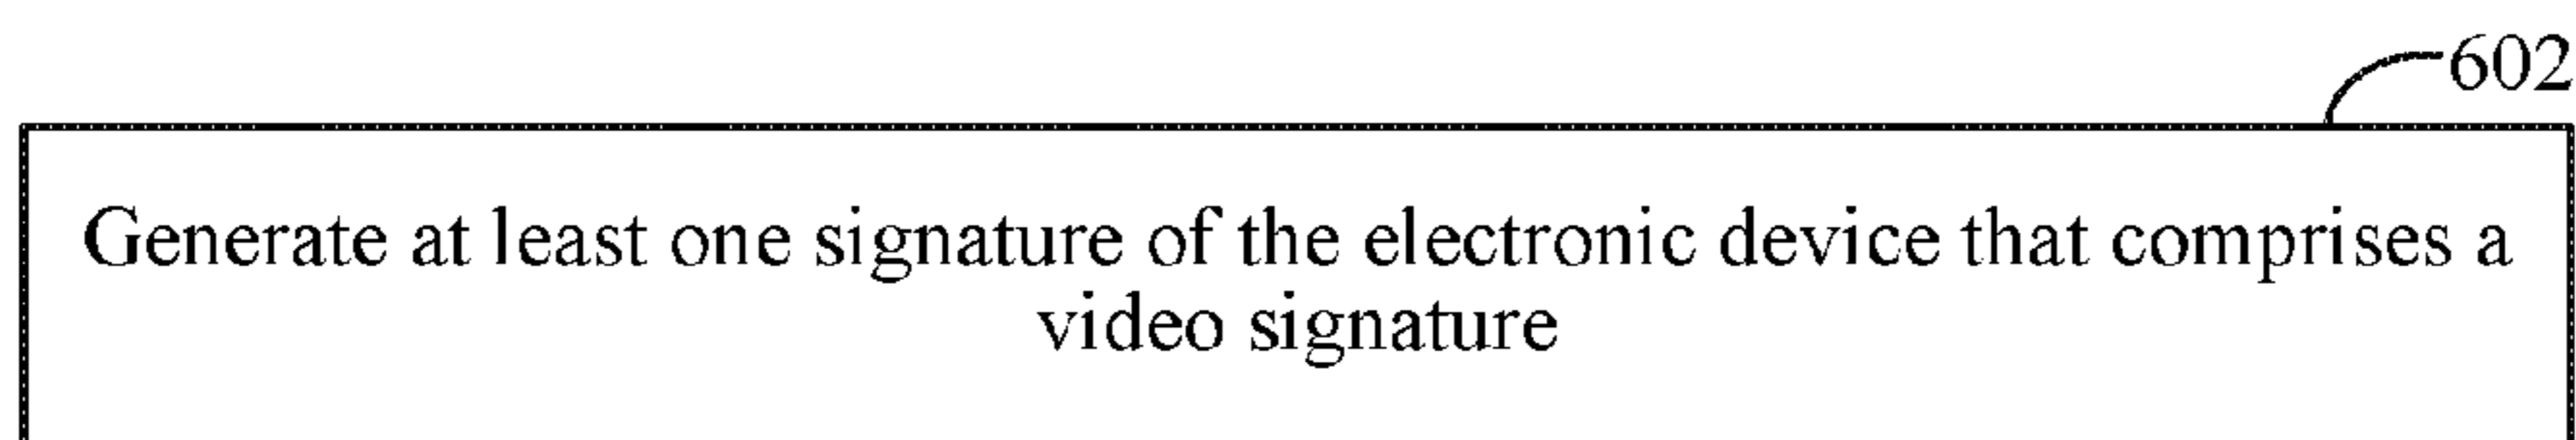 602
Generate at least one signature of the electronic device that comprises a
video signature